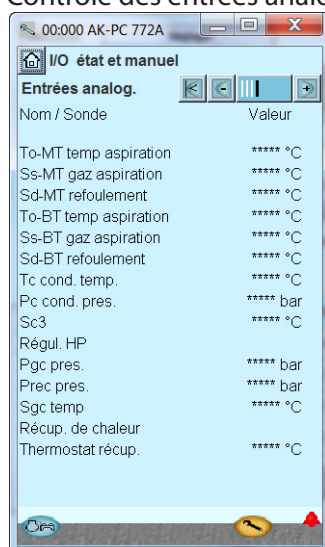 Contrôle des entrées analo
00:000 AK-PC 772A
I/O état et manuel
Entrées analog.
Nom / Sonde Valeur
To-MT temp aspiration ***** °C
Ss-MT gaz aspiration ***** °C
Sd-MT refoulement ***** °C
To-BT temp aspiration ***** °C
Ss-BT gaz aspiration ***** °C
Sd-BT refoulement ***** °C
Tc cond. temp. ***** °C
Pc cond. pres. ***** bar
Sc3 ***** °C
Régul. HP
Pgc pres. ***** bar
Prec pres. ***** bar
Sgc temp ***** °C
Récup. de chaleur
Thermostat récup. ***** °C